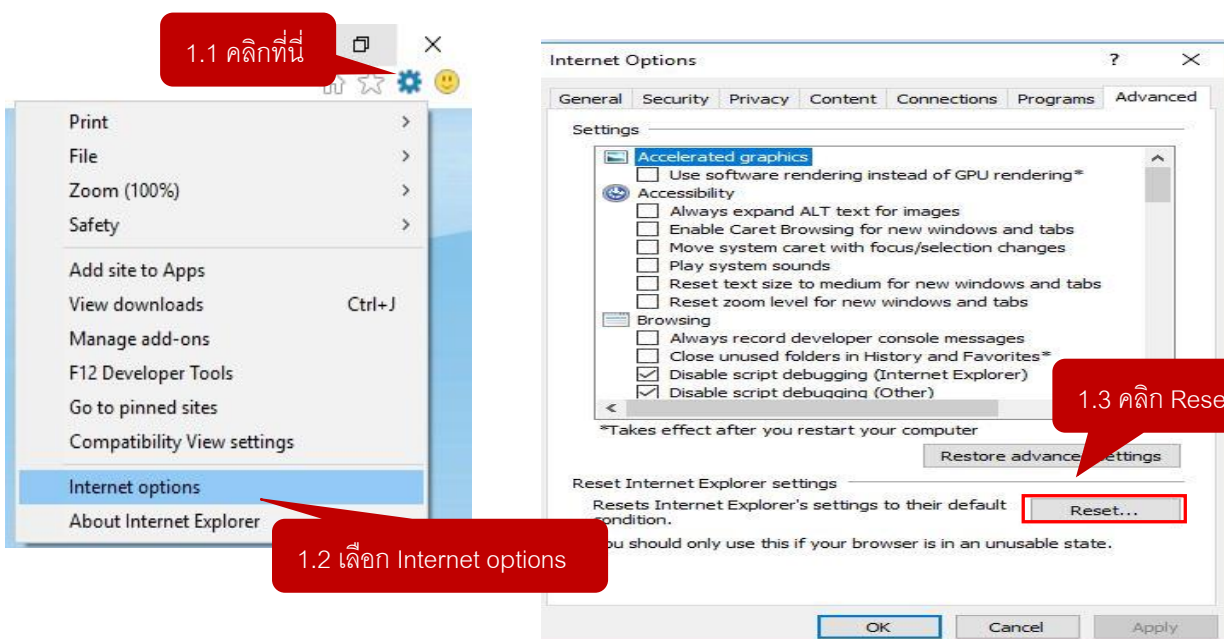 1.1 คลิกที่นี่
Print
File
Zoom (100%)
Safety
Add site to Apps
View downloads Ctrl+J
Manage add-ons
F12 Developer Tools
Go to pinned sites
Compatibility View settings
Internet options
About Internet Explorer
1.2 เลือก Internet options
Internet Options
General Security Privacy Content Connections Programs Advanced
Settings
Accelerated graphics
Use software rendering instead of GPU rendering*
Accessibility
Always expand ALT text for images
Enable Caret Browsing for new windows and tabs
Move system caret with focus/selection changes
Play system sounds
Reset text size to medium for new windows and tabs
Reset zoom level for new windows and tabs
Browsing
Always record developer console messages
Close unused folders in History and Favorites*
Disable script debugging (Internet Explorer)
Disable script debugging (Other)
1.3 คลิก Rese
*Takes effect after you restart your computer
Restore advance ettings
Reset Internet Explorer settings
Resets Internet Explorer's settings to their default
condition.
Reset...
ou should only use this if your browser is in an unusable state.
OK Cancel Apply